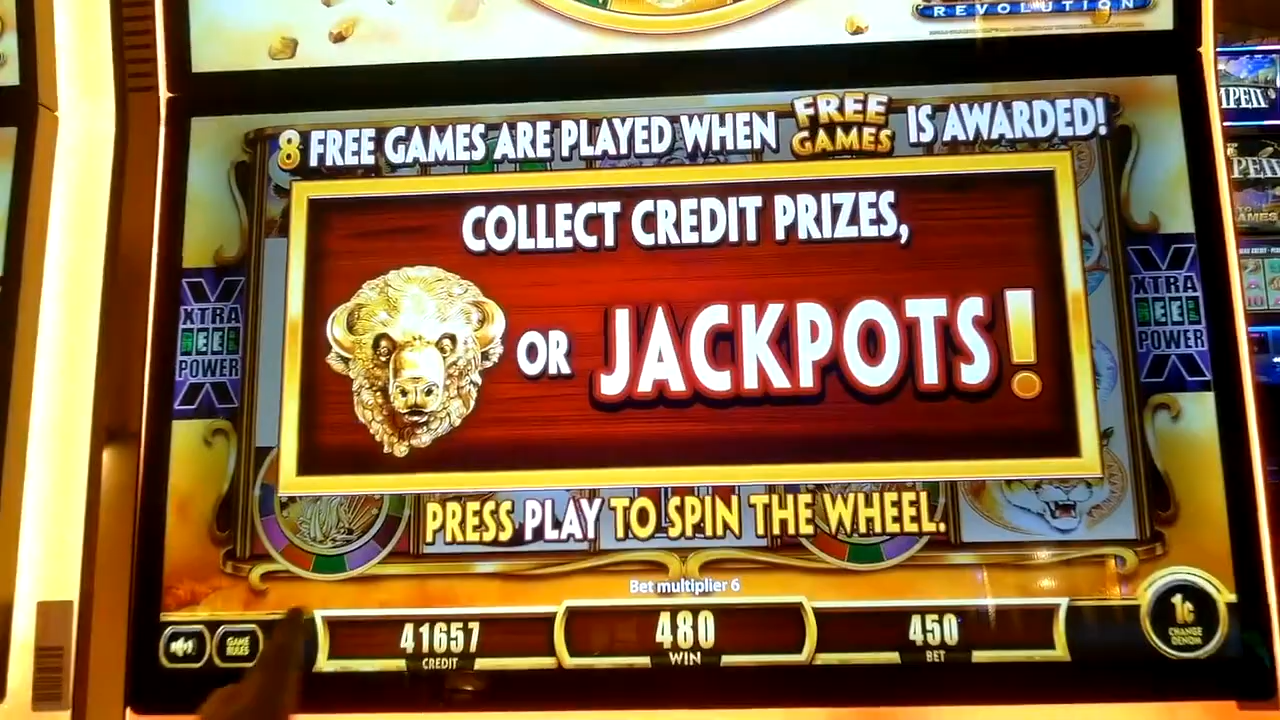 REVOLUTION
8 FREE GAMES ARE PLAYED WHEN FREE GAMES IS AWARDED!
COLLECT CREDIT PRIZES,
OR JACKPOTS!
PRESS PLAY TO SPIN THE WHEEL.
XTRA
REEL
POWER
XTRA
REEL
POWER
Bet multiplier 6
GAME RULES
41657
CREDIT
480
WIN
450
BET
1¢
CHANGE
DENOM